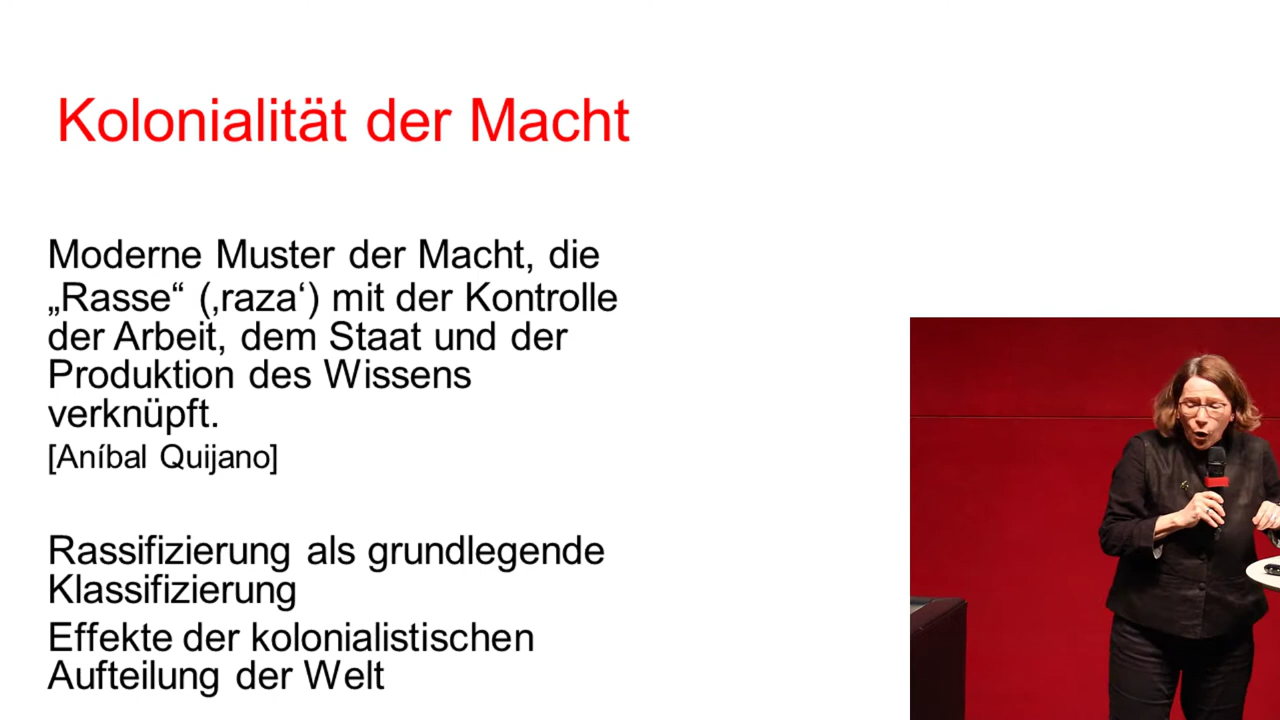 Kolonialität der Macht
Moderne Muster der Macht, die
„Rasse“ (‚raza‘) mit der Kontrolle
der Arbeit, dem Staat und der
Produktion des Wissens
verknüpft.
[Aníbal Quijano]
Rassifizierung als grundlegende
Klassifizierung
Effekte der kolonialistischen
Aufteilung der Welt